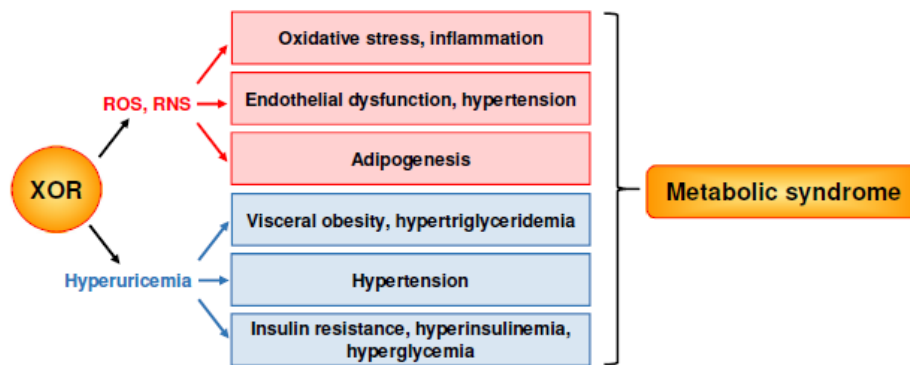 Oxidative stress, inflammation
ROS, RNS
Endothelial dysfunction, hypertension
Adipogenesis
XOR
Metabolic syndrome
Visceral obesity, hypertriglyceridemia
Hyperuricemia
Hypertension
Insulin resistance, hyperinsulinemia,
hyperglycemia